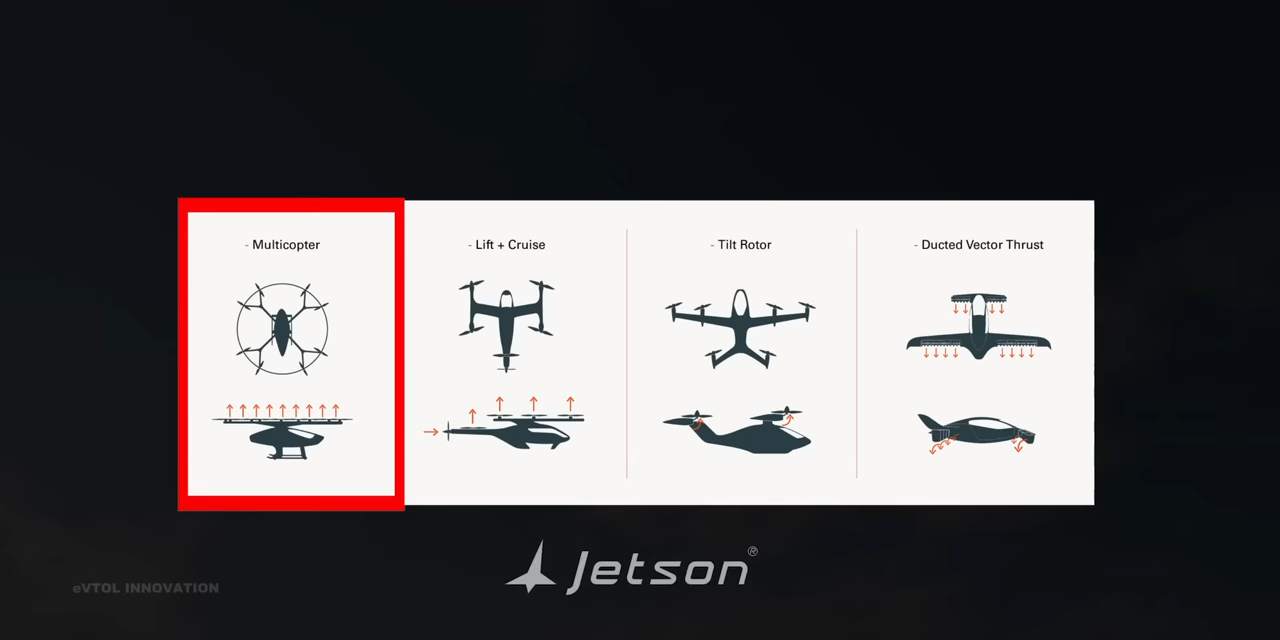 - Multicopter
- Lift + Cruise
- Tilt Rotor
- Ducted Vector Thrust
Jetson®
eVTOL INNOVATION